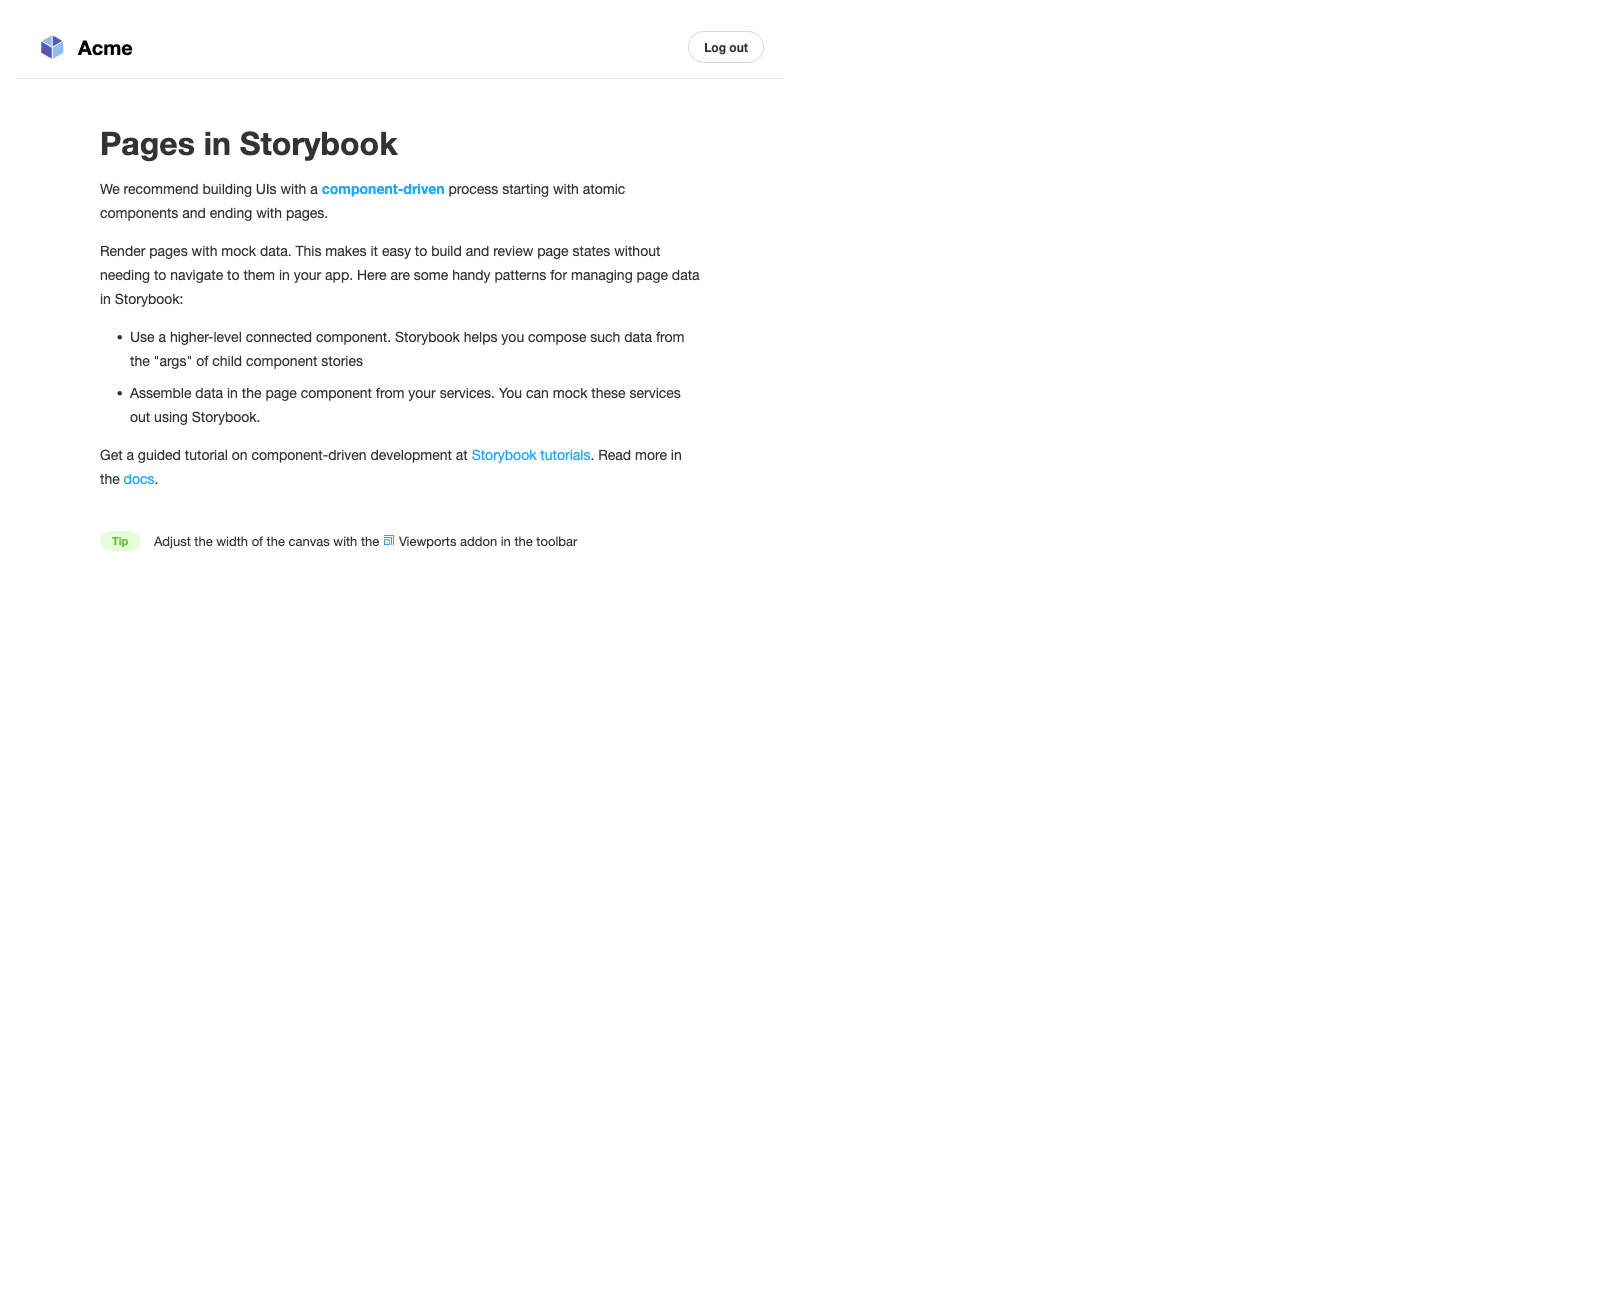 Acme
Log out
Pages in Storybook
We recommend building UIs with a component-driven process starting with atomic
components and ending with pages.
Render pages with mock data. This makes it easy to build and review page states without
needing to navigate to them in your app. Here are some handy patterns for managing page data
in Storybook:
• Use a higher-level connected component. Storybook helps you compose such data from
the "args" of child component stories
• Assemble data in the page component from your services. You can mock these services
out using Storybook.
Get a guided tutorial on component-driven development at Storybook tutorials. Read more in
the docs.
Tip Adjust the width of the canvas with the Viewports addon in the toolbar